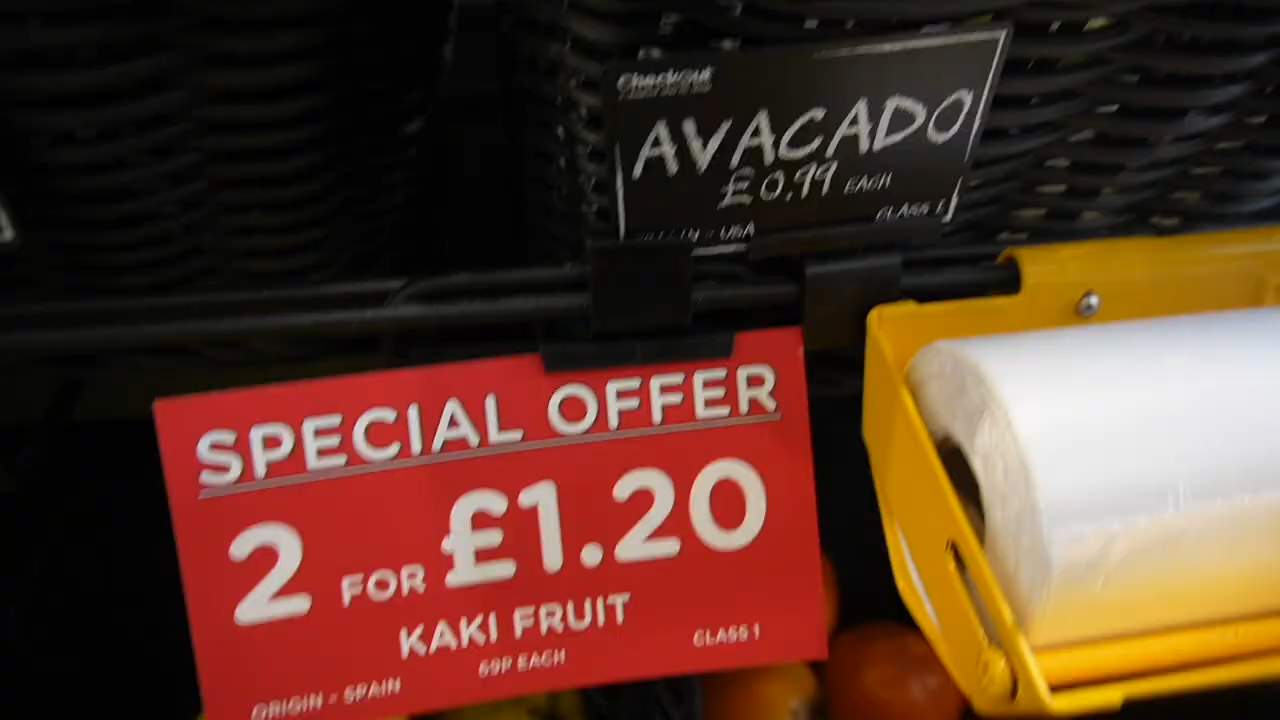 Checkout
AVACADO
£0.99 EACH
CLASS I
- USA
SPECIAL OFFER
2 FOR £1.20
KAKI FRUIT
69P EACH
CLASS 1
ORIGIN - SPAIN